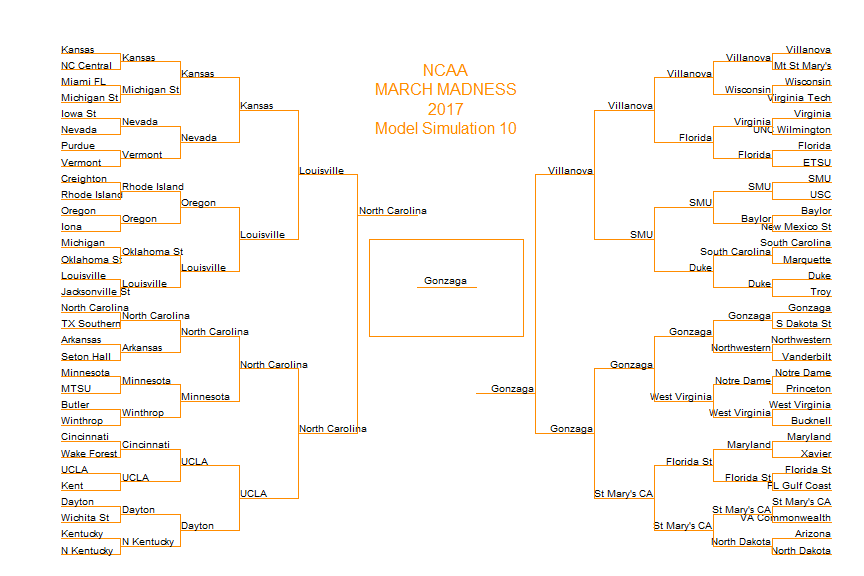 NCAA
MARCH MADNESS
2017
Model Simulation 10
Kansas
NC Central
Miami FL
Michigan St
Iowa St
Nevada
Purdue
Vermont
Creighton
Rhode Island
Oregon
Iona
Michigan
Oklahoma St
Louisville
Jacksonville St
North Carolina
TX Southern
Arkansas
Seton Hall
Minnesota
MTSU
Butler
Winthrop
Cincinnati
Wake Forest
UCLA
Kent
Dayton
Wichita St
Kentucky
N Kentucky
Kansas
Michigan St
Nevada
Vermont
Rhode Island
Oregon
Oklahoma St
Louisville
North Carolina
Arkansas
Minnesota
Winthrop
Cincinnati
UCLA
Dayton
N Kentucky
Kansas
Nevada
Oregon
Louisville
North Carolina
Minnesota
UCLA
Dayton
Kansas
Louisville
North Carolina
UCLA
Louisville
North Carolina
North Carolina
Gonzaga
Gonzaga
Villanova
Gonzaga
Villanova
SMU
Gonzaga
St Mary's CA
Villanova
Florida
SMU
Duke
Gonzaga
West Virginia
Florida St
St Mary's CA
Villanova
Wisconsin
Virginia
Florida
SMU
Baylor
South Carolina
Duke
Gonzaga
Northwestern
Notre Dame
West Virginia
Maryland
Florida St
St Mary's CA
North Dakota
Villanova
Mt St Mary's
Wisconsin
Virginia Tech
Virginia
UNC Wilmington
Florida
ETSU
SMU
USC
Baylor
New Mexico St
South Carolina
Marquette
Duke
Troy
Gonzaga
S Dakota St
Northwestern
Vanderbilt
Notre Dame
Princeton
West Virginia
Bucknell
Maryland
Xavier
Florida St
FL Gulf Coast
St Mary's CA
VA Commonwealth
Arizona
North Dakota